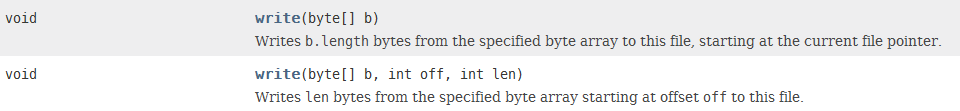 void write(byte[] b)
Writes b.length bytes from the specified byte array to this file, starting at the current file pointer.
void write(byte[] b, int off, int len)
Writes len bytes from the specified byte array starting at offset off to this file.